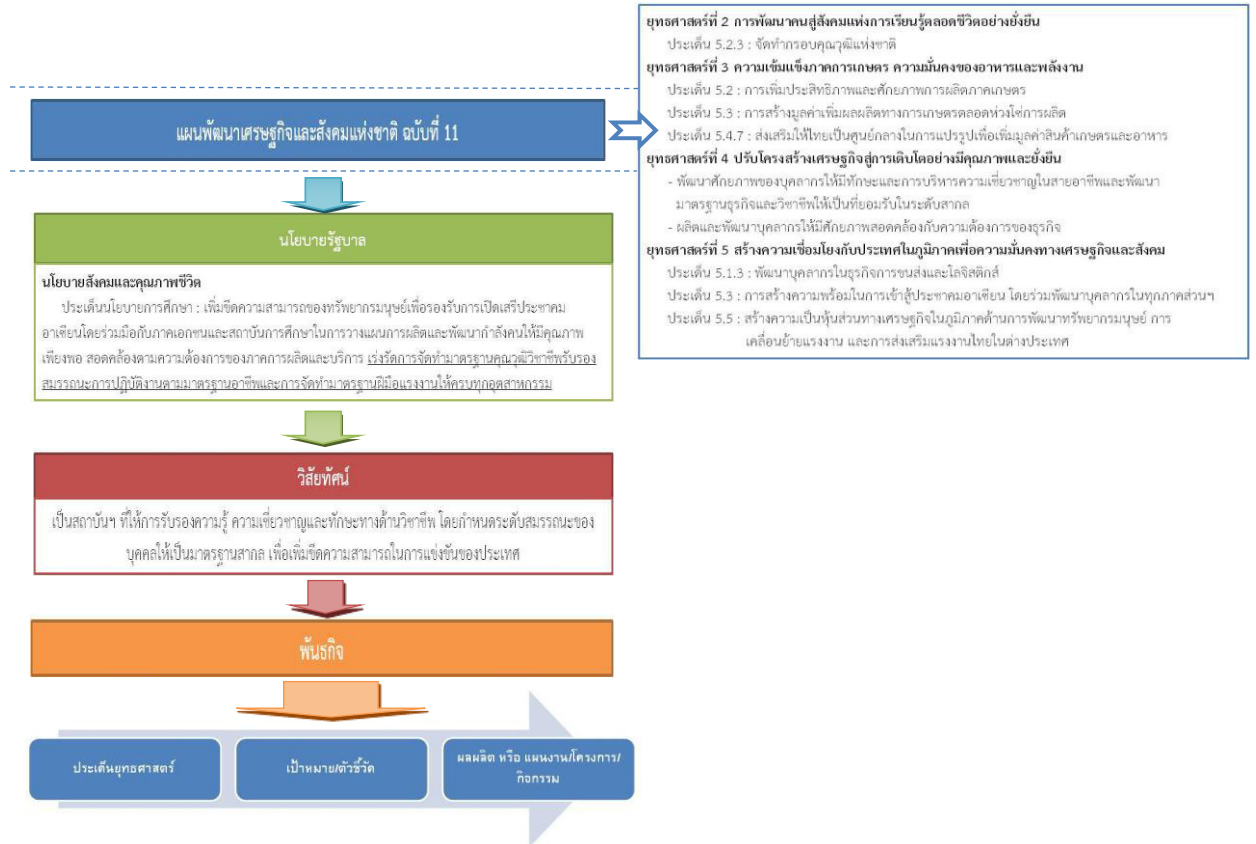 ยุทธศาสตร์ที่ 2 การพัฒนาคนสู่สังคมแห่งการเรียนรู้ตลอดชีวิตอย่างยั่งยืน
ประเด็น 5.2.3 : จัดทำกรอบคุณวุฒิแห่งชาติ
ยุทธศาสตร์ที่ 3 ความเข้มแข็งภาคการเกษตร ความมั่นคงของอาหารและพลังงาน
ประเด็น 5.2 : การเพิ่มประสิทธิภาพและศักยภาพการผลิตภาคเกษตร
ประเด็น 5.3 : การสร้างมูลค่าเพิ่มผลผลิตทางการเกษตรตลอดห่วงโซ่การผลิต
ประเด็น 5.4.7 : ส่งเสริมให้ไทยเป็นศูนย์กลางในการแปรรูปเพื่อเพิ่มมูลค่าสินค้าเกษตรและอาหาร
ยุทธศาสตร์ที่ 4 ปรับโครงสร้างเศรษฐกิจสู่การเติบโตอย่างมีคุณภาพและยั่งยืน
- พัฒนาศักยภาพของบุคลากรให้มีทักษะและการบริหารความเชี่ยวชาญในสายอาชีพและพัฒนา
มาตรฐานธุรกิจและวิชาชีพให้เป็นที่ยอมรับในระดับสากล
- ผลิตและพัฒนาบุคลากรให้มีศักยภาพสอดคล้องกับความต้องการของธุรกิจ
ยุทธศาสตร์ที่ 5 สร้างความเชื่อมโยงกับประเทศในภูมิภาคเพื่อความมั่นคงทางเศรษฐกิจและสังคม
ประเด็น 5.1.3 : พัฒนาบุคลากรในธุรกิจการขนส่งและโลจิสติกส์
ประเด็น 5.3 : การสร้างความพร้อมในการเข้าสู่ประชาคมอาเซียน โดยร่วมพัฒนาบุคลากรในทุกภาคส่วนฯ
ประเด็น 5.5 : สร้างความเป็นหุ้นส่วนทางเศรษฐกิจในภูมิภาคด้านการพัฒนาทรัพยากรมนุษย์ การ
เคลื่อนย้ายแรงงาน และการส่งเสริมแรงงานไทยในต่างประเทศ
แผนพัฒนาเศรษฐกิจและสังคมแห่งชาติ ฉบับที่ 11
นโยบายรัฐบาล
นโยบายสังคมและคุณภาพชีวิต
ประเด็นนโยบายการศึกษา : เพิ่มขีดความสามารถของทรัพยากรมนุษย์เพื่อรองรับการเปิดเสรีประชาคม
อาเซียนโดยร่วมมือกับภาคเอกชนและสถาบันการศึกษาในการวางแผนการผลิตและพัฒนากำลังคนให้มีคุณภาพ
เพียงพอ สอดคล้องตามความต้องการของภาคการผลิตและบริการ เร่งรัดการจัดทำมาตรฐานคุณวุฒิวิชาชีพรับรอง
สมรรถนะการปฏิบัติงานตามมาตรฐานอาชีพและการจัดทำมาตรฐานฝีมือแรงงานให้ครบทุกอุตสาหกรรม
วิสัยทัศน์
เป็นสถาบันฯ ที่ให้การรับรองความรู้ ความเชี่ยวชาญและทักษะทางด้านวิชาชีพ โดยกำหนดระดับสมรรถนะของ
บุคคลให้เป็นมาตรฐานสากล เพื่อเพิ่มขีดความสามารถในการแข่งขันของประเทศ
พันธกิจ
ประเด็นยุทธศาสตร์
เป้าหมาย/ตัวชี้วัด
ผลผลิต หรือ แผนงาน/โครงการ/
กิจกรรม